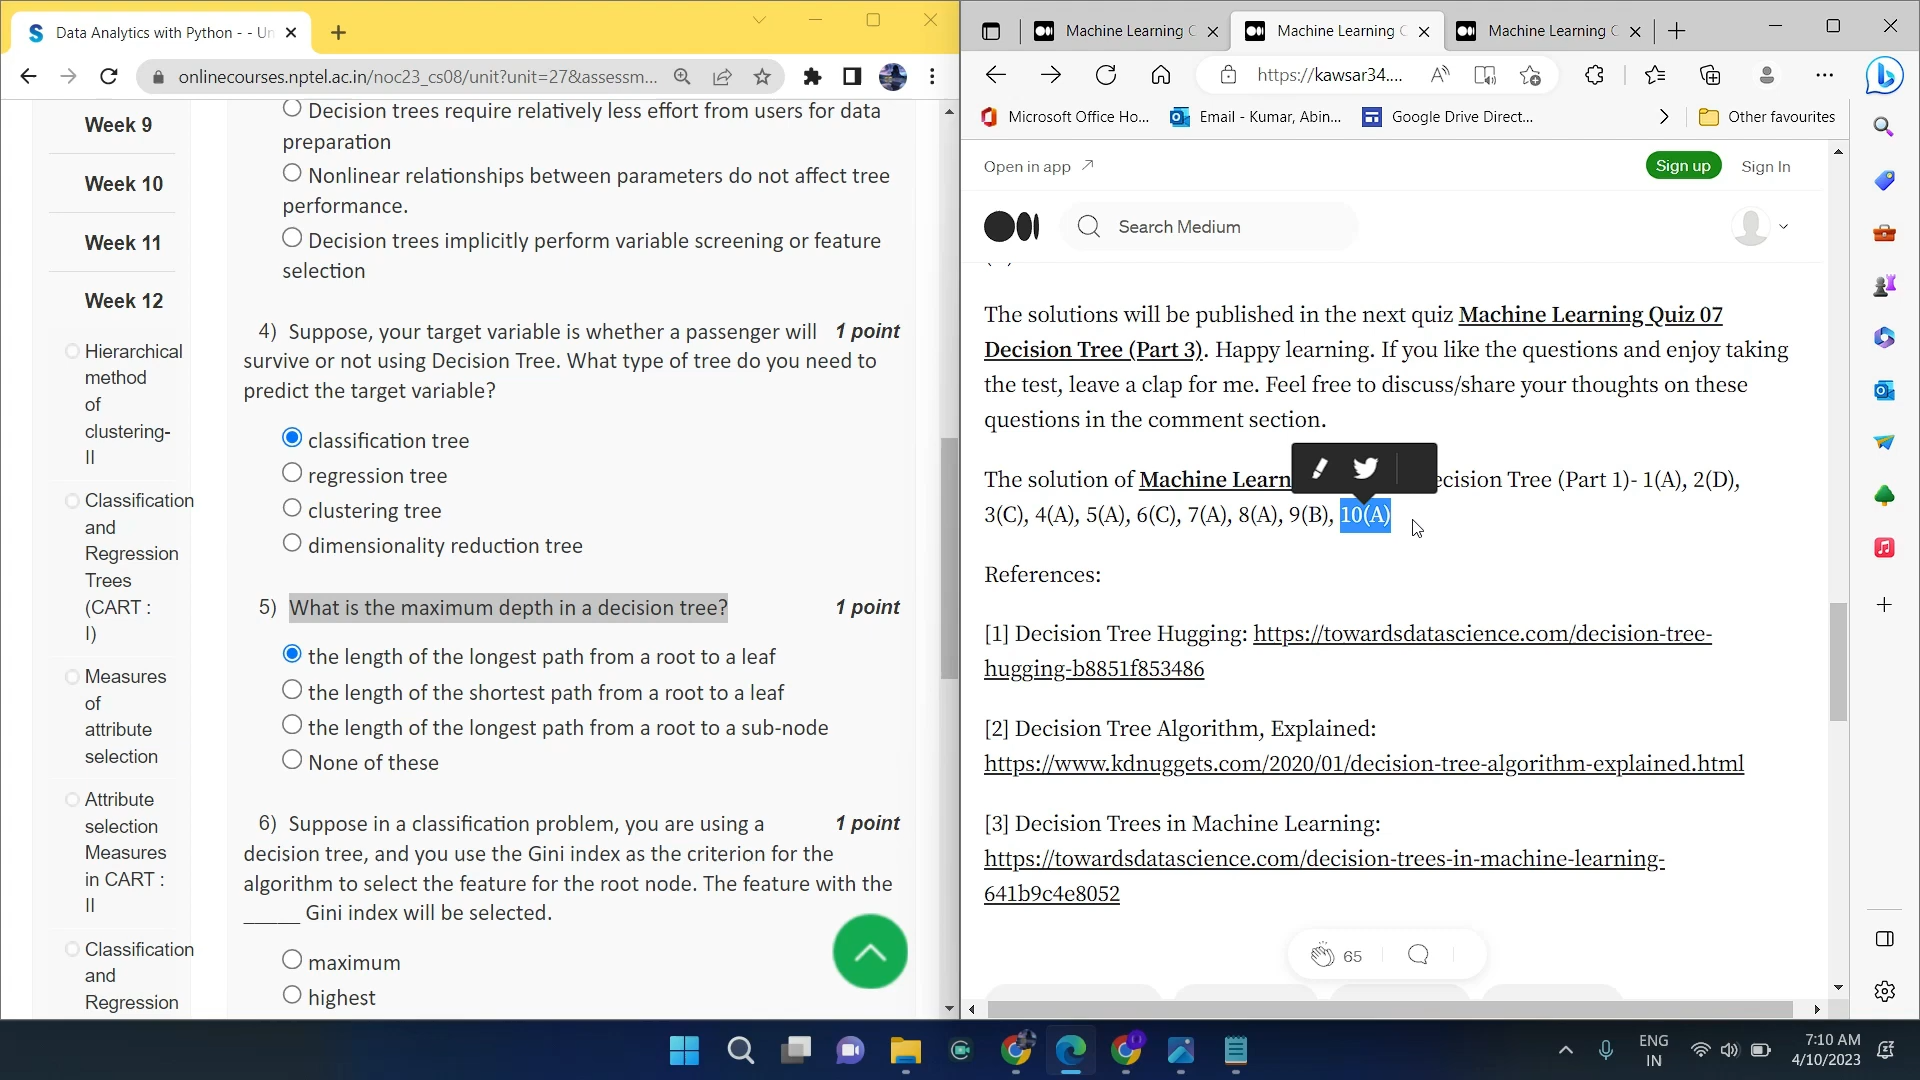 Data Analytics with Python - - Un
onlinecourses.nptel.ac.in/noc23_cs08/unit?unit=27&assessm...
Week 9
Week 10
Week 11
Week 12
Hierarchical
method
of
clustering-
II
Classification
and
Regression
Trees
(CART :
I)
Measures
of
attribute
selection
Attribute
selection
Measures
in CART :
II
Classification
and
Regression
Decision trees require relatively less effort from users for data
preparation
Nonlinear relationships between parameters do not affect tree
performance.
Decision trees implicitly perform variable screening or feature
selection
4) Suppose, your target variable is whether a passenger will 1 point
survive or not using Decision Tree. What type of tree do you need to
predict the target variable?
classification tree
regression tree
clustering tree
dimensionality reduction tree
5) What is the maximum depth in a decision tree? 1 point
the length of the longest path from a root to a leaf
the length of the shortest path from a root to a leaf
the length of the longest path from a root to a sub-node
None of these
6) Suppose in a classification problem, you are using a 1 point
decision tree, and you use the Gini index as the criterion for the
algorithm to select the feature for the root node. The feature with the
_____ Gini index will be selected.
maximum
highest
Machine Learning Machine Learning Machine Learning
https://kawsar34....
Microsoft Office Ho... Email - Kumar, Abin... Google Drive Direct... Other favourites
Open in app Sign up Sign In
Search Medium
The solutions will be published in the next quiz Machine Learning Quiz 07
Decision Tree (Part 3). Happy learning. If you like the questions and enjoy taking
the test, leave a clap for me. Feel free to discuss/share your thoughts on these
questions in the comment section.
The solution of Machine Learn ecision Tree (Part 1)- 1(A), 2(D),
3(C), 4(A), 5(A), 6(C), 7(A), 8(A), 9(B), 10(A)
References:
[1] Decision Tree Hugging: https://towardsdatascience.com/decision-tree-
hugging-b8851f853486
[2] Decision Tree Algorithm, Explained:
https://www.kdnuggets.com/2020/01/decision-tree-algorithm-explained.html
[3] Decision Trees in Machine Learning:
https://towardsdatascience.com/decision-trees-in-machine-learning-
641b9c4e8052
65
ENG
IN
7:10 AM
4/10/2023